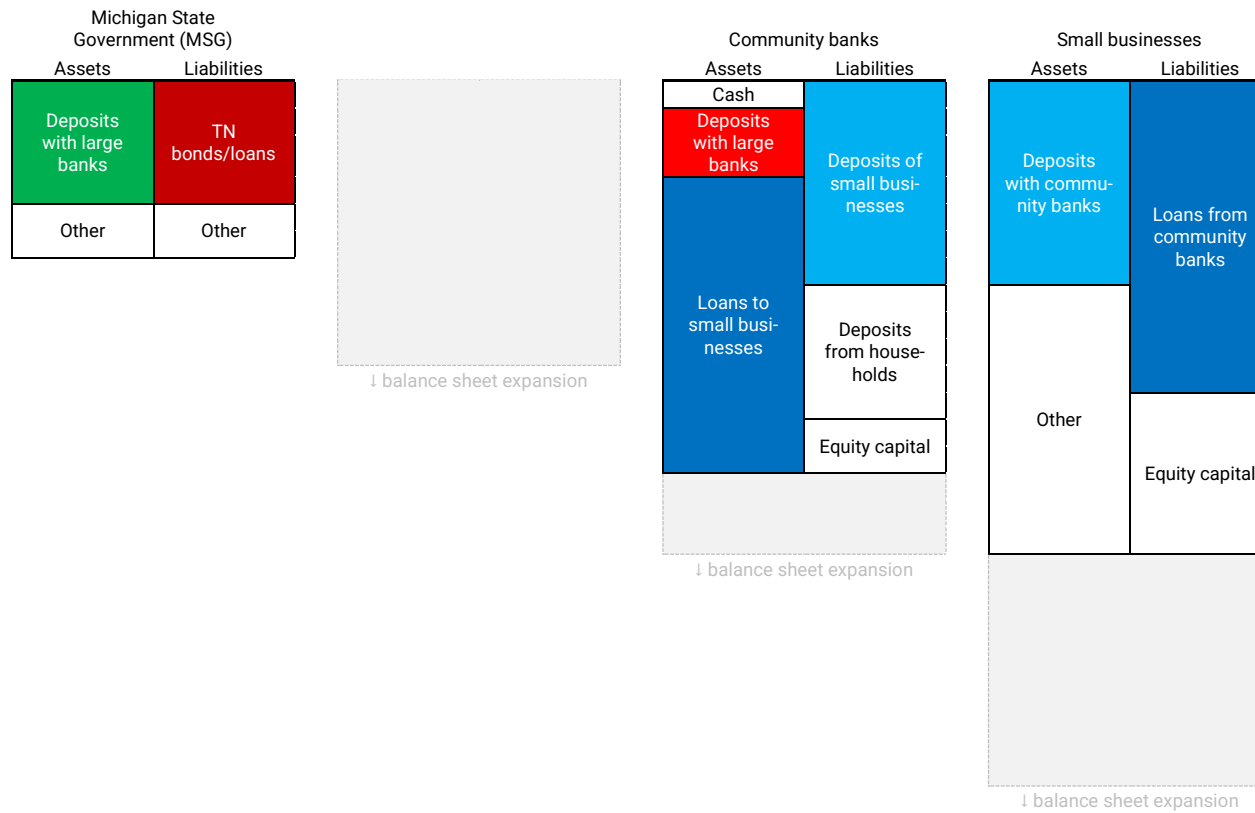 Michigan State
Government (MSG)
Assets
Liabilities
Deposits
with large
banks
TN
bonds/loans
Other
Other
↓ balance sheet expansion
Community banks
Assets
Liabilities
Cash
Deposits
with large
banks
Loans to
small busi-
nesses
Deposits of
small busi-
nesses
Deposits
from house-
holds
Equity capital
↓ balance sheet expansion
Small businesses
Assets
Liabilities
Deposits
with commu-
nity banks
Other
Loans from
community
banks
Equity capital
↓ balance sheet expansion